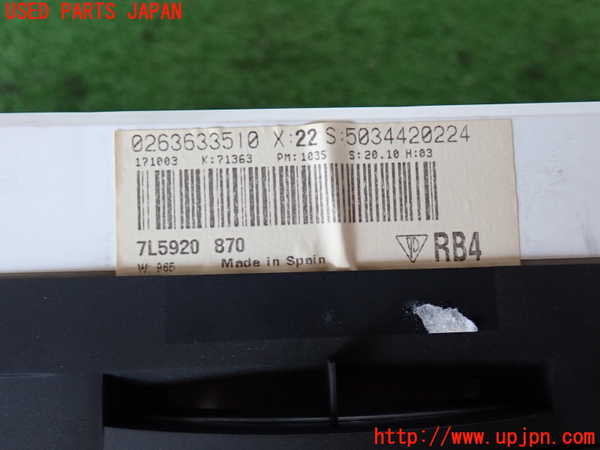 USED PARTS JAPAN
0263633510 X:22 S:5034420224
171003 K:71363 PM:1035 S:20.10 H:03
7L5920 870
W: 965 Made in Spain
RB4
http://www.upjpn.com/